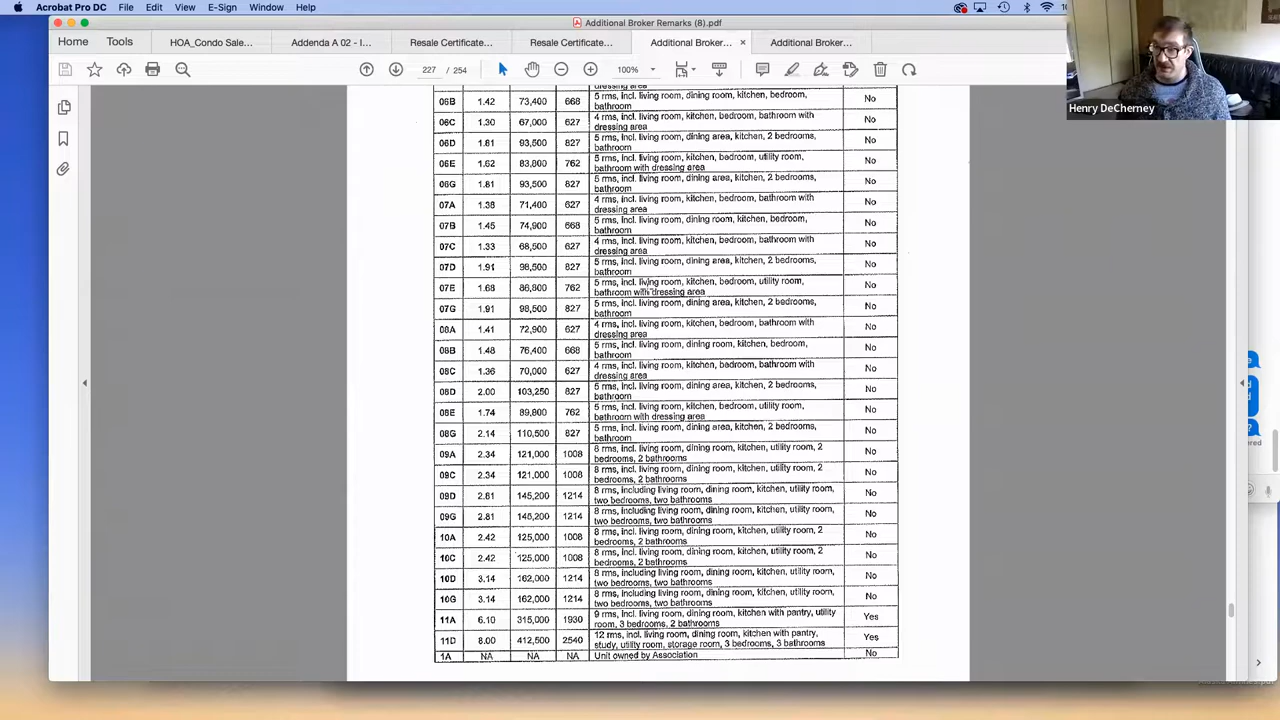 Acrobat Pro DC File Edit View E-Sign Window Help
Additional Broker Remarks (8).pdf
Home Tools HOA_Condo Sale... Addenda A 02 - I... Resale Certificate... Resale Certificate... Additional Broker... × Additional Broker...
227 / 254 100%
Henry DeCherney
dressing area
06B 1.42 73,400 668 5 rms, incl. living room, dining room, kitchen, bedroom, No
bathroom
06C 1.30 67,000 627 4 rms, incl. living room, kitchen, bedroom, bathroom with No
dressing area
06D 1.81 93,500 827 5 rms, incl. living room, dining area, kitchen, 2 bedrooms, No
bathroom
06E 1.62 83,800 762 5 rms, incl. living room, kitchen, bedroom, utility room, No
bathroom with dressing area
06G 1.81 93,500 827 5 rms, incl. living room, dining area, kitchen, 2 bedrooms, No
bathroom
07A 1.38 71,400 627 4 rms, incl. living room, kitchen, bedroom, bathroom with No
dressing area
07B 1.45 74,900 668 5 rms, incl. living room, dining room, kitchen, bedroom, No
bathroom
07C 1.33 68,500 627 4 rms, incl. living room, kitchen, bedroom, bathroom with No
dressing area
07D 1.91 98,500 827 5 rms, incl. living room, dining area, kitchen, 2 bedrooms, No
bathroom
07E 1.68 86,800 762 5 rms, incl. living room, kitchen, bedroom, utility room, No
bathroom with dressing area
07G 1.91 98,500 827 5 rms, incl. living room, dining area, kitchen, 2 bedrooms, No
bathroom
08A 1.41 72,900 627 4 rms, incl. living room, kitchen, bedroom, bathroom with No
dressing area
08B 1.48 76,400 668 5 rms, incl. living room, dining room, kitchen, bedroom, No
bathroom
08C 1.36 70,000 627 4 rms, incl. living room, kitchen, bedroom, bathroom with No
dressing area
08D 2.00 103,250 827 5 rms, incl. living room, dining area, kitchen, 2 bedrooms, No
bathroom
08E 1.74 89,800 762 5 rms, incl. living room, kitchen, bedroom, utility room, No
bathroom with dressing area
08G 2.14 110,500 827 5 rms, incl. living room, dining area, kitchen, 2 bedrooms, No
bathroom
09A 2.34 121,000 1008 8 rms, incl. living room, dining room, kitchen, utility room, 2 No
bedrooms, 2 bathrooms
09C 2.34 121,000 1008 8 rms, incl. living room, dining room, kitchen, utility room, 2 No
bedrooms, 2 bathrooms
09D 2.81 145,200 1214 8 rms, including living room, dining room, kitchen, utility room, No
two bedrooms, two bathrooms
09G 2.81 145,200 1214 8 rms, including living room, dining room, kitchen, utility room, No
two bedrooms, two bathrooms
10A 2.42 125,000 1008 8 rms, incl. living room, dining room, kitchen, utility room, 2 No
bedrooms, 2 bathrooms
10C 2.42 125,000 1008 8 rms, incl. living room, dining room, kitchen, utility room, 2 No
bedrooms, 2 bathrooms
10D 3.14 162,000 1214 8 rms, including living room, dining room, kitchen, utility room, No
two bedrooms, two bathrooms
10G 3.14 162,000 1214 8 rms, including living room, dining room, kitchen, utility room, No
two bedrooms, two bathrooms
11A 6.10 315,000 1930 9 rms, incl. living room, dining room, kitchen with pantry, utility Yes
room, 3 bedrooms, 2 bathrooms
11D 8.00 412,500 2540 12 rms, incl. living room, dining room, kitchen with pantry, Yes
study, utility room, storage room, 3 bedrooms, 3 bathrooms
1A NA NA NA Unit owned by Association No